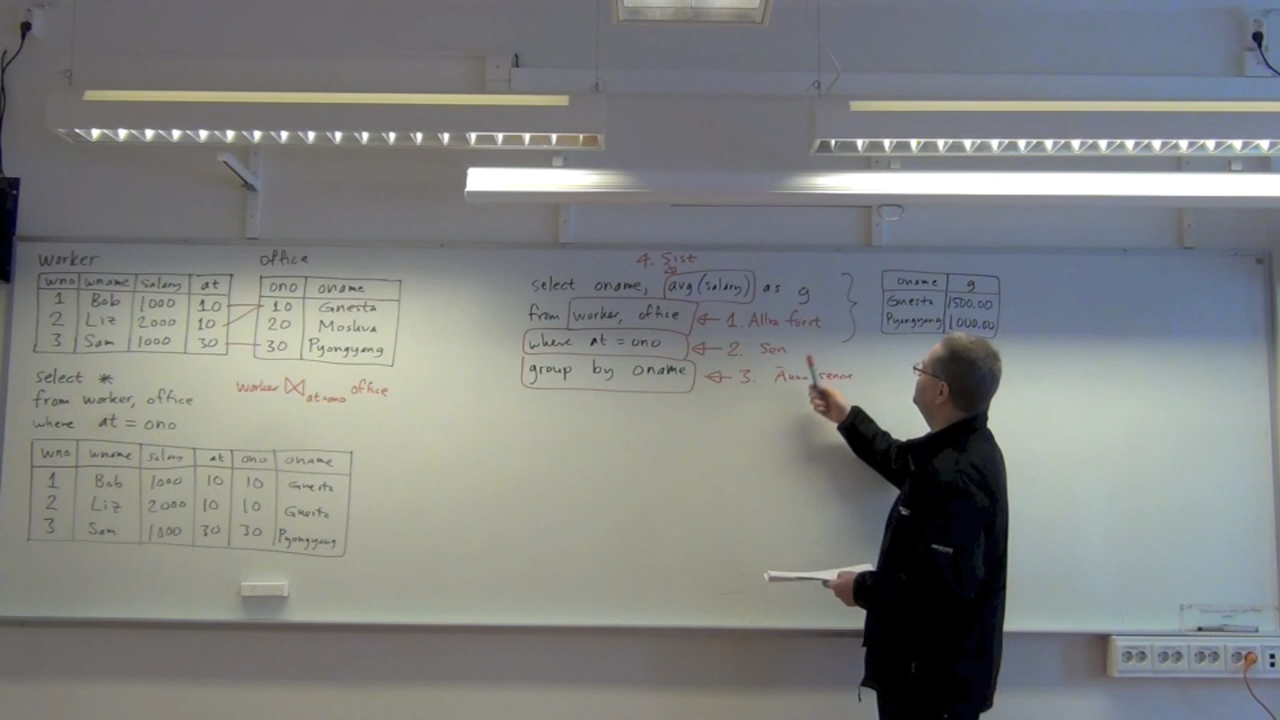 worker
wno wname salary at
1 Bob 1000 10
2 Liz 2000 10
3 Sam 1000 30
office
ono oname
10 Gnesta
20 Moskva
30 Pyongyang
select *
from worker, office
where at = ono
worker ⋈ at=ono office
wno wname salary at ono oname
1 Bob 1000 10 10 Gnesta
2 Liz 2000 10 10 Gnesta
3 Sam 1000 30 30 Pyongyang
4. Sist
select oname, avg(salary) as g
from worker, office ← 1. Allra först
where at = ono ← 2. Sen
group by oname ← 3. Ännu senare
oname g
Gnesta 1500.00
Pyongyang 1000.00